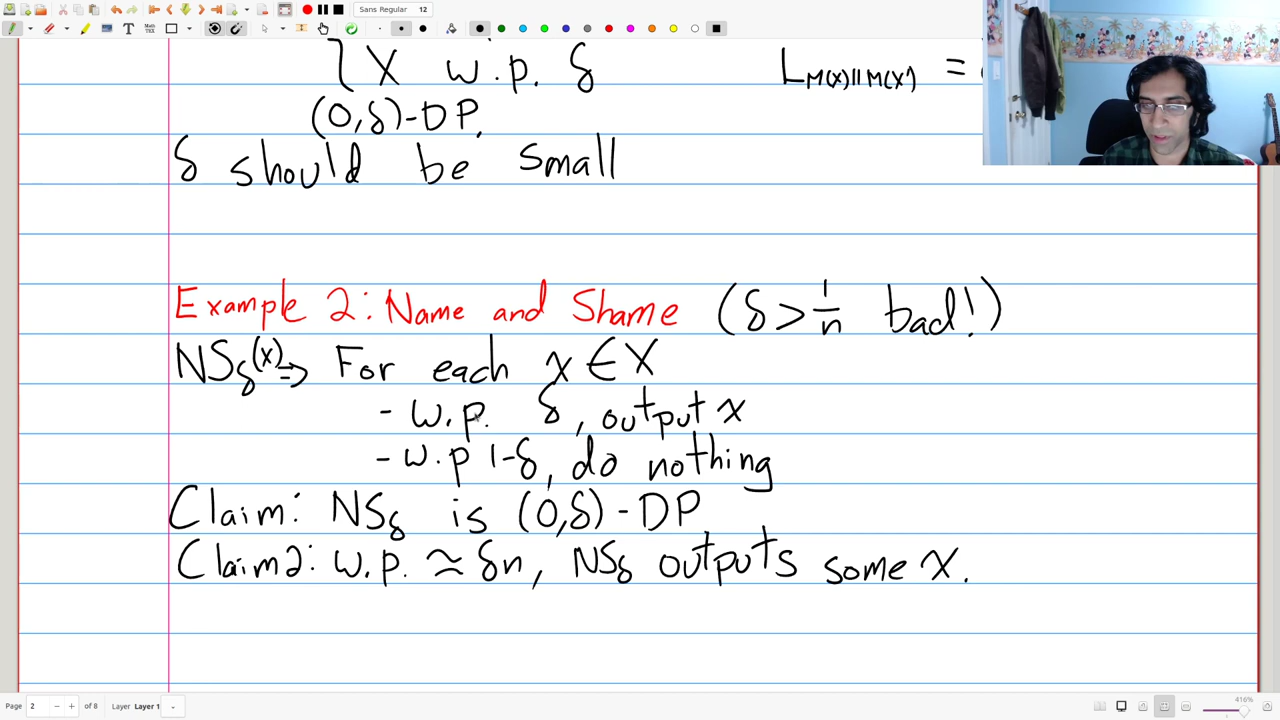 Sans Regular 12
{ X w.p. δ
L_{M(X)||M(X')} =
(0,δ)-DP.
δ should be small
Example 2: Name and Shame (δ > 1/n bad!)
NS_δ(X) => For each x ∈ X
- w.p. δ, output x
- w.p 1-δ, do nothing
Claim: NS_δ is (0,δ)-DP
Claim2: w.p. ≈ δn, NS_δ outputs some x.
Page 2 of 8 Layer Layer 1 416%